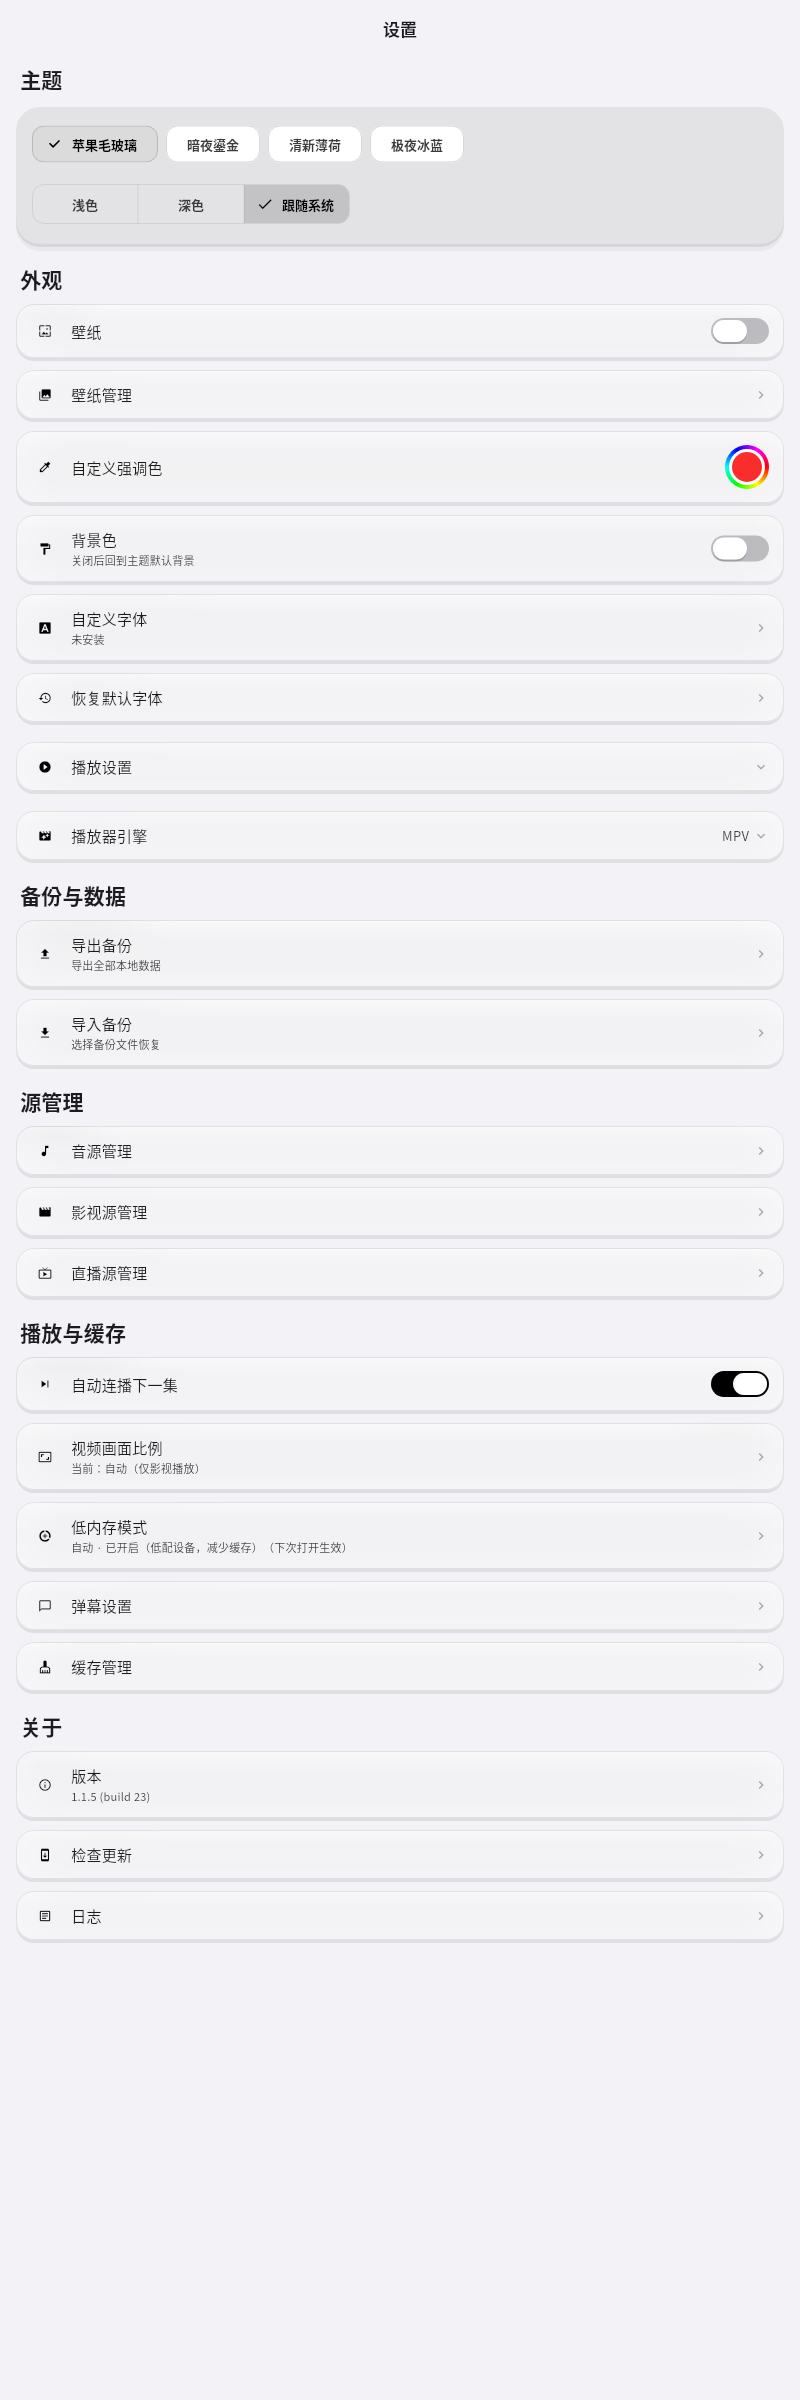 设置
主题
苹果毛玻璃
暗夜鎏金
清新薄荷
极夜冰蓝
浅色
深色
跟随系统
外观
壁纸
壁纸管理
自定义强调色
背景色
关闭后回到主题默认背景
自定义字体
未安装
恢复默认字体
播放设置
播放器引擎
MPV
备份与数据
导出备份
导出全部本地数据
导入备份
选择备份文件恢复
源管理
音源管理
影视源管理
直播源管理
播放与缓存
自动连播下一集
视频画面比例
当前：自动（仅影视播放）
低内存模式
自动 · 已开启（低配设备，减少缓存）（下次打开生效）
弹幕设置
缓存管理
关于
版本
1.1.5 (build 23)
检查更新
日志